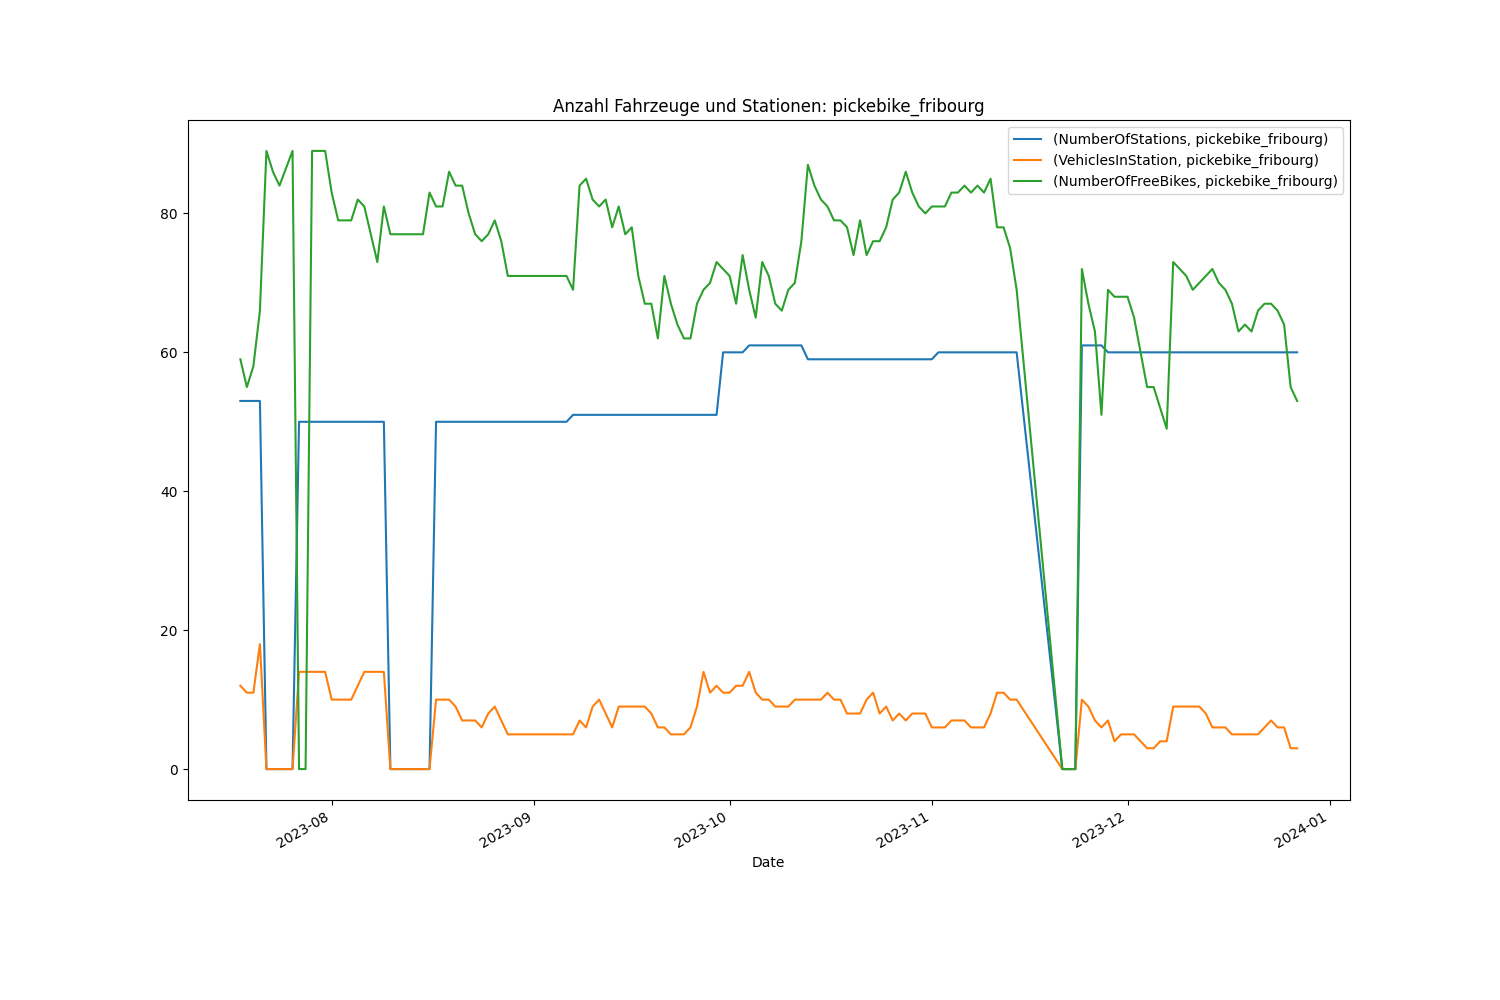 Anzahl Fahrzeuge und Stationen: pickebike_fribourg
(NumberOfStations, pickebike_fribourg)
(VehiclesInStation, pickebike_fribourg)
(NumberOfFreeBikes, pickebike_fribourg)
80
60
40
20
0
2023-08
2023-09
2023-10
2023-11
2023-12
2024-01
Date